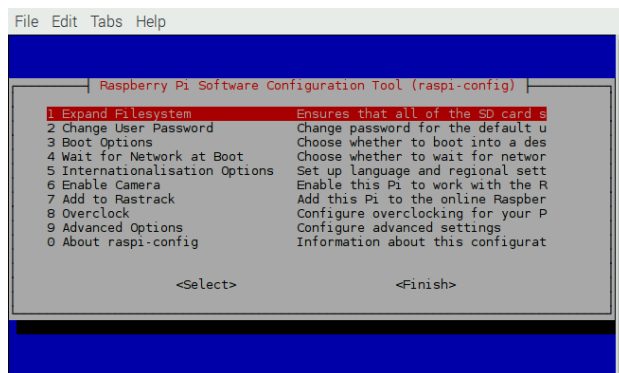 File Edit Tabs Help
Raspberry Pi Software Configuration Tool (raspi-config)
1 Expand Filesystem Ensures that all of the SD card s
2 Change User Password Change password for the default u
3 Boot Options Choose whether to boot into a des
4 Wait for Network at Boot Choose whether to wait for networ
5 Internationalisation Options Set up language and regional sett
6 Enable Camera Enable this Pi to work with the R
7 Add to Rastrack Add this Pi to the online Raspber
8 Overclock Configure overclocking for your P
9 Advanced Options Configure advanced settings
0 About raspi-config Information about this configurat
<Select> <Finish>